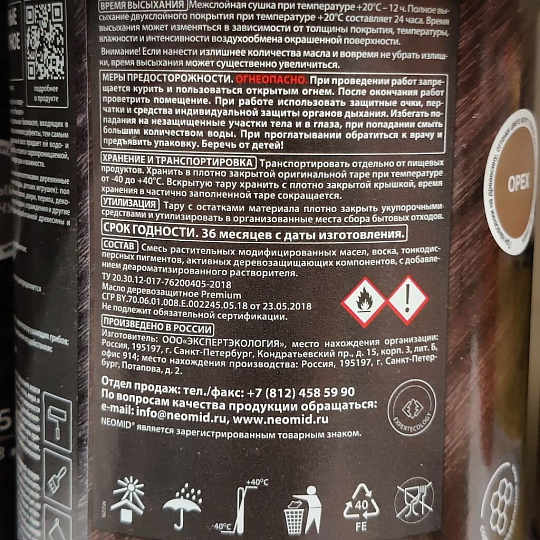 ВРЕМЯ ВЫСЫХАНИЯ Межслойная сушка при температуре +20°С – 12 ч. Полное вы-
сыхание двухслойного покрытия при температуре +20°С составляет 24 часа. Время
высыхания может изменяться в зависимости от толщины покрытия, температуры,
влажности и интенсивности воздухообмена окрашенной поверхности.
Внимание! Если нанести излишнее количества масла и вовремя не убрать излиш-
ки, время высыхания может существенно увеличиться.
МЕРЫ ПРЕДОСТОРОЖНОСТИ. ОГНЕОПАСНО. При проведении работ запре-
щается курить и пользоваться открытым огнем. После окончания работ
проветрить помещение. При работе использовать защитные очки, пер-
чатки и средства индивидуальной защиты органов дыхания. Избегать по-
падания на незащищенные участки тела и в глаза, при попадании смыть
большим количеством воды. При проглатывании обратиться к врачу и
предъявить упаковку. Беречь от детей!
ХРАНЕНИЕ И ТРАНСПОРТИРОВКА Транспортировать отдельно от пищевых
продуктов. Хранить в плотно закрытой оригинальной таре при температуре
от -40 до +40°С. Вскрытую тару хранить с плотно закрытой крышкой, время
хранения в частично заполненной таре сокращается.
УТИЛИЗАЦИЯ Тару с остатками материала плотно закрыть укупорочными
средствами и утилизировать в организованные места сбора бытовых отходов.
СРОК ГОДНОСТИ. 36 месяцев с даты изготовления.
СОСТАВ Смесь растительных модифицированных масел, воска, тонкодис-
персных пигментов, активных деревозащищающих компонентов, с добавле-
нием деароматизированного растворителя.
ТУ 20.30.12-017-76200405-2018
Масло деревозащитное Premium
СГР BY.70.06.01.008.Е.002245.05.18 от 23.05.2018
Не подлежит обязательной сертификации.
ПРОИЗВЕДЕНО В РОССИИ
Изготовитель: ООО «ЭКСПЕРТЭКОЛОГИЯ», место нахождения организации:
Россия, 195197, г. Санкт-Петербург, Кондратьевский пр., д. 15, корп. 3, лит. Б,
офис 914; место нахождения производства: Россия, 195197, г. Санкт-Петер-
бург, Потапова, д. 2.
Отдел продаж: тел./факс: +7 (812) 458 59 90
По вопросам качества продукции обращаться:
e-mail: info@neomid.ru, www.neomid.ru
NEOMID® является зарегистрированным товарным знаком.
EXPERTECOLOGY
+40°C
-40°C
40
FE
ОРЕХ
подробнее
о продукте